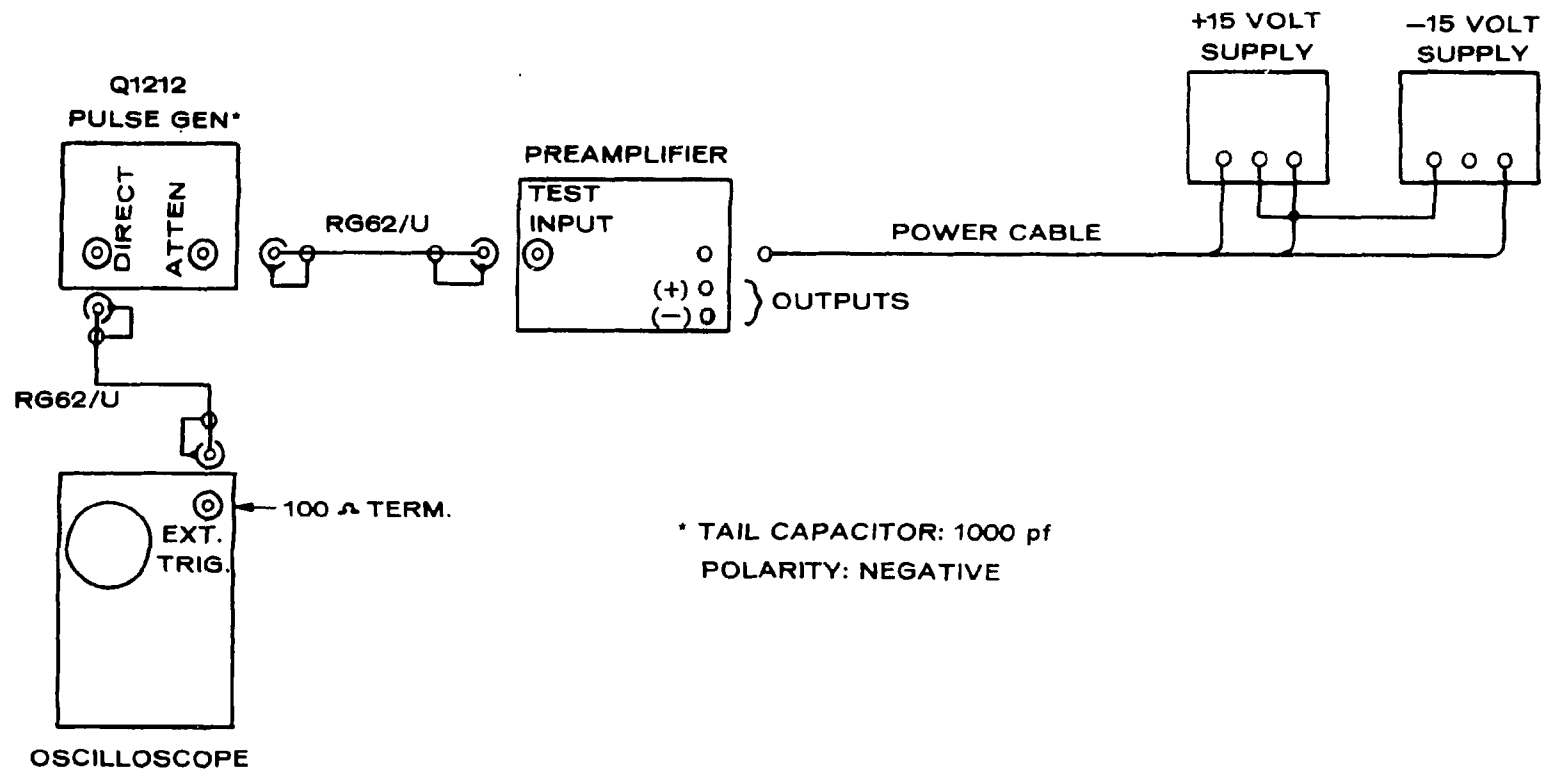 +15 VOLT
SUPPLY
−15 VOLT
SUPPLY
Q1212
PULSE GEN*
DIRECT
ATTEN
RG62/U
PREAMPLIFIER
TEST
INPUT
(+)
(−)
OUTPUTS
POWER CABLE
RG62/U
100 Ω TERM.
EXT.
TRIG.
OSCILLOSCOPE
* TAIL CAPACITOR: 1000 pf
POLARITY: NEGATIVE